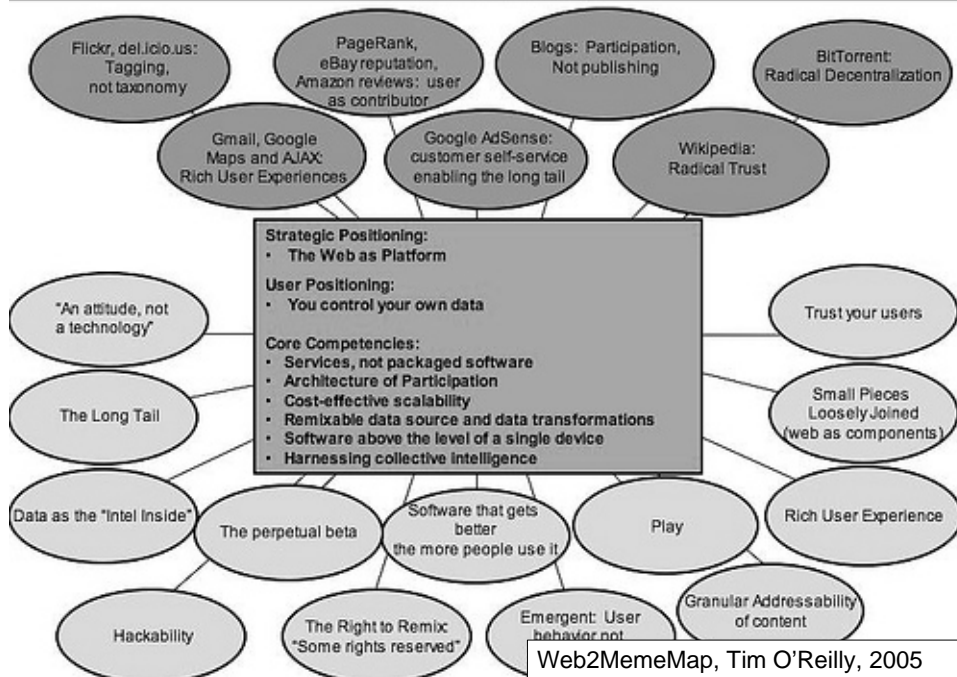 Flickr, del.icio.us:
Tagging,
not taxonomy
PageRank,
eBay reputation,
Amazon reviews: user
as contributor
Blogs: Participation,
Not publishing
BitTorrent:
Radical Decentralization
Gmail, Google
Maps and AJAX:
Rich User Experiences
Google AdSense:
customer self-service
enabling the long tail
Wikipedia:
Radical Trust
Strategic Positioning:
• The Web as Platform
User Positioning:
• You control your own data
Core Competencies:
• Services, not packaged software
• Architecture of Participation
• Cost-effective scalability
• Remixable data source and data transformations
• Software above the level of a single device
• Harnessing collective intelligence
"An attitude, not
a technology"
Trust your users
The Long Tail
Small Pieces
Loosely Joined
(web as components)
Data as the "Intel Inside"
The perpetual beta
Software that gets
better
the more people use it
Play
Rich User Experience
Hackability
The Right to Remix:
"Some rights reserved"
Emergent: User
behavior not
Granular Addressability
of content
Web2MemeMap, Tim O'Reilly, 2005